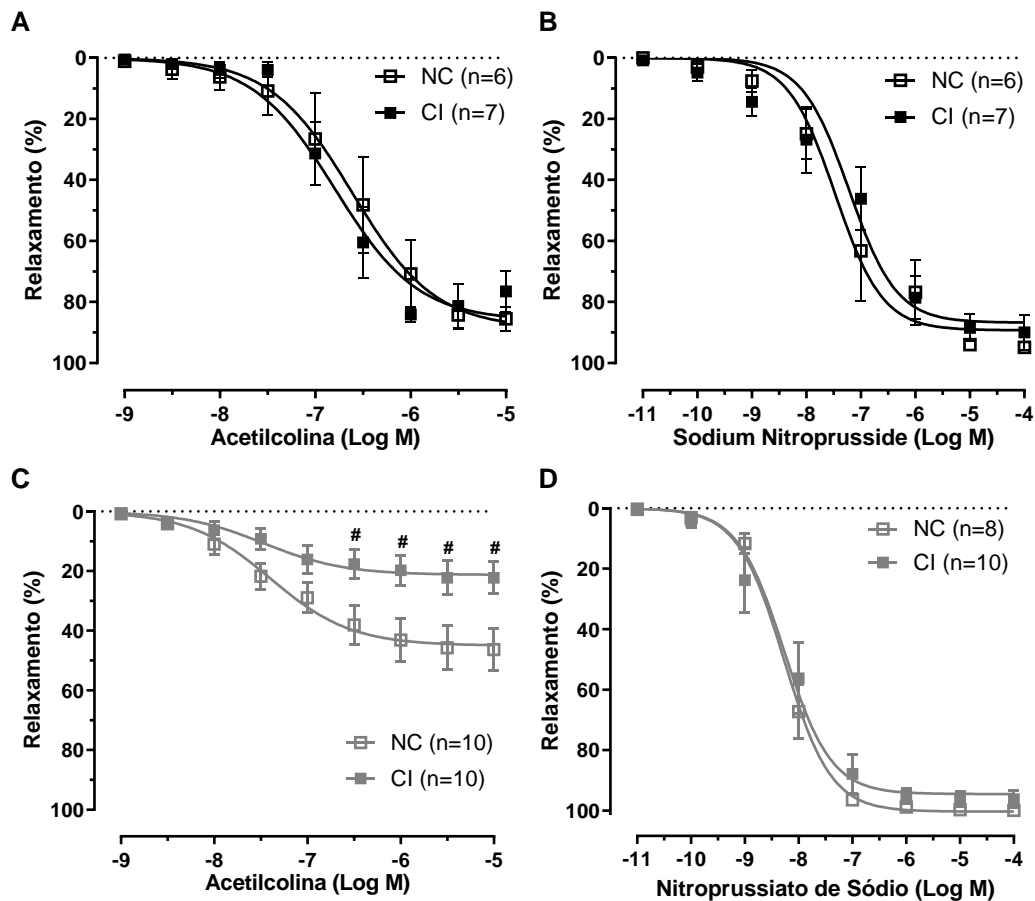 A
Relaxamento (%)
0
20
40
60
80
100
NC (n=6)
CI (n=7)
-9
-8
-7
-6
-5
Acetilcolina (Log M)
B
Relaxamento (%)
0
20
40
60
80
100
NC (n=6)
CI (n=7)
-11
-10
-9
-8
-7
-6
-5
-4
Sodium Nitroprusside (Log M)
C
Relaxamento (%)
0
20
40
60
80
100
# # # #
NC (n=10)
CI (n=10)
-9
-8
-7
-6
-5
Acetilcolina (Log M)
D
Relaxamento (%)
0
20
40
60
80
100
NC (n=8)
CI (n=10)
-11
-10
-9
-8
-7
-6
-5
-4
Nitroprussiato de Sódio (Log M)